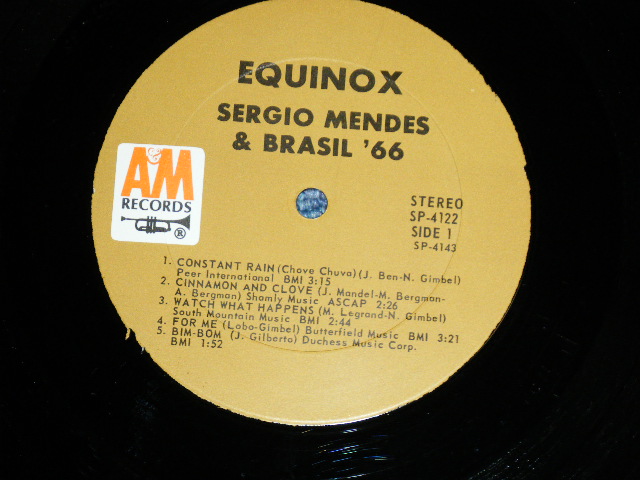 EQUINOX
SERGIO MENDES
& BRASIL '66
A&M
RECORDS
®
STEREO
SP-4122
SIDE 1
SP-4143
1. CONSTANT RAIN (Chove Chuva) (J. Ben-N. Gimbel)
Peer International BMI 3:15
2. CINNAMON AND CLOVE (J. Mandel-M. Bergman-
A. Bergman) Shamly Music ASCAP 2:26
3. WATCH WHAT HAPPENS (M. Legrand-N. Gimbel)
South Mountain Music BMI 2:44
4. FOR ME (Lobo-Gimbel) Butterfield Music BMI 3:21
5. BIM-BOM (J. Gilberto) Duchess Music Corp.
BMI 1:52